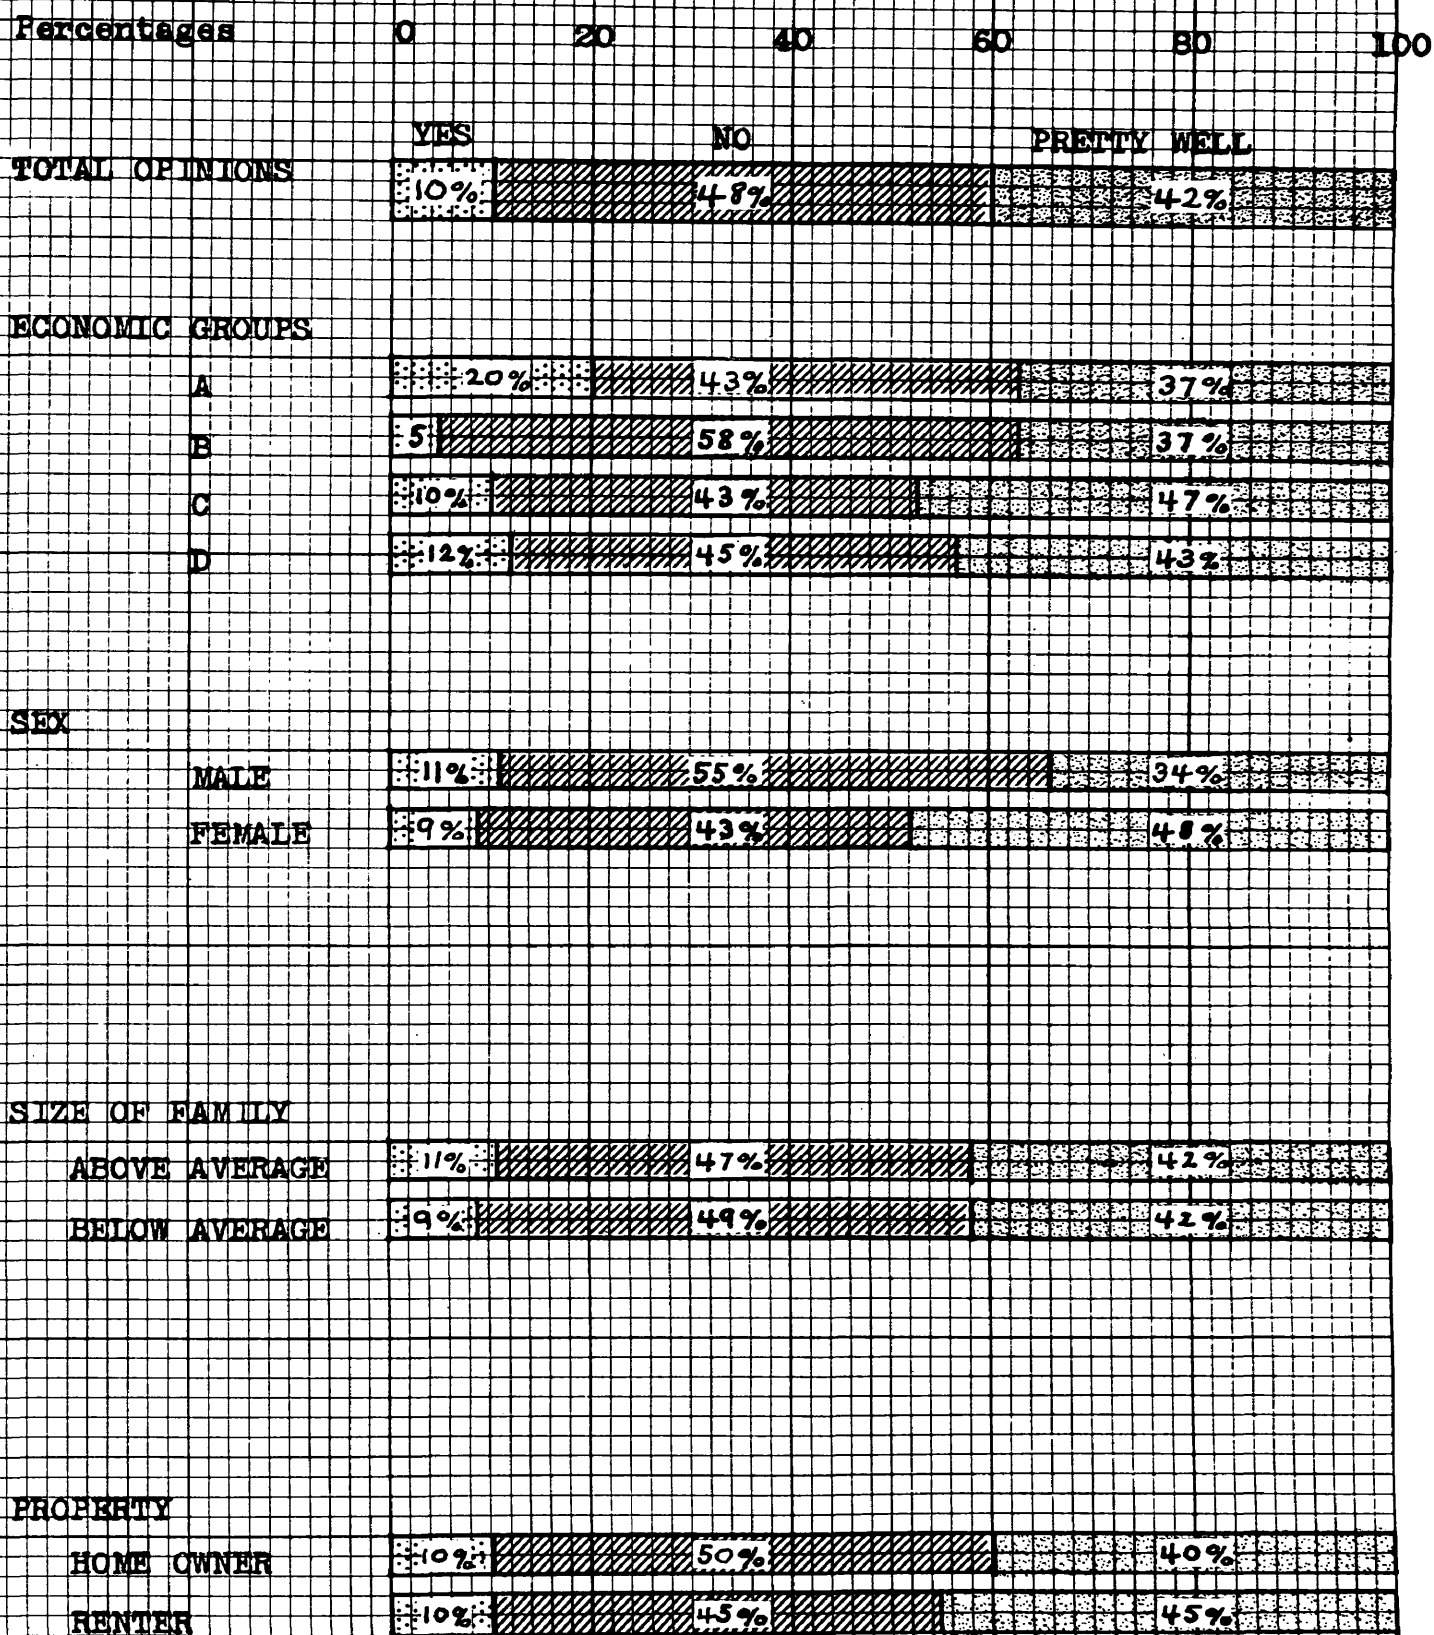 Percentages 0 20 40 60 80 100
YES NO PRETTY WELL
TOTAL OPINIONS 10% 48% 42%
ECONOMIC GROUPS
A 20% 43% 37%
B 5 58% 37%
C 10% 43% 47%
D 12% 45% 43%
SEX
MALE 11% 55% 34%
FEMALE 9% 43% 48%
SIZE OF FAMILY
ABOVE AVERAGE 11% 47% 42%
BELOW AVERAGE 9% 49% 42%
PROPERTY
HOME OWNER 10% 50% 40%
RENTER 10% 45% 45%